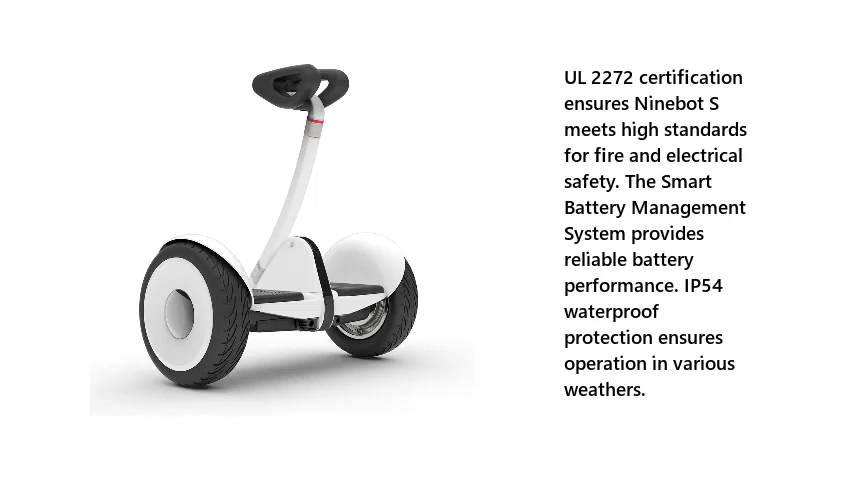 UL 2272 certification
ensures Ninebot S
meets high standards
for fire and electrical
safety. The Smart
Battery Management
System provides
reliable battery
performance. IP54
waterproof
protection ensures
operation in various
weathers.